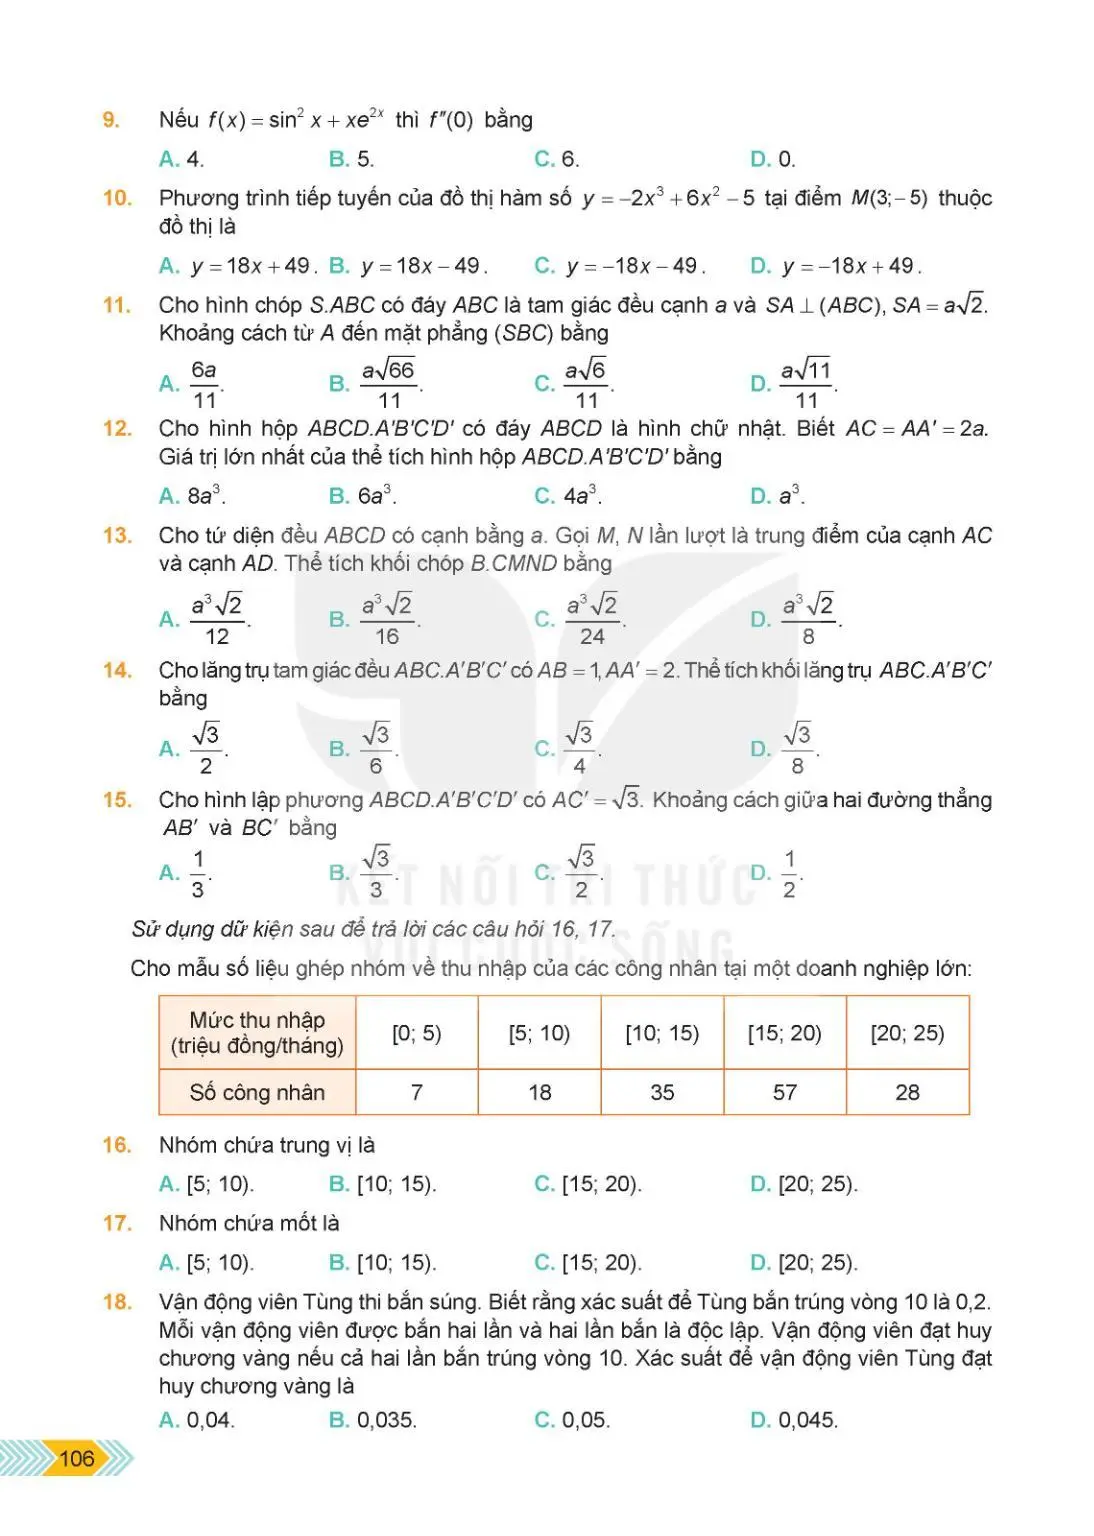 9. Nếu f(x) = sin² x + xe²ˣ thì f″(0) bằng
A. 4. B. 5. C. 6. D. 0.
10. Phương trình tiếp tuyến của đồ thị hàm số y = −2x³ + 6x² − 5 tại điểm M(3; −5) thuộc
đồ thị là
A. y = 18x + 49. B. y = 18x − 49. C. y = −18x − 49. D. y = −18x + 49.
11. Cho hình chóp S.ABC có đáy ABC là tam giác đều cạnh a và SA ⊥ (ABC), SA = a√2.
Khoảng cách từ A đến mặt phẳng (SBC) bằng
A. 6a/11. B. a√66/11. C. a√6/11. D. a√11/11.
12. Cho hình hộp ABCD.A'B'C'D' có đáy ABCD là hình chữ nhật. Biết AC = AA' = 2a.
Giá trị lớn nhất của thể tích hình hộp ABCD.A'B'C'D' bằng
A. 8a³. B. 6a³. C. 4a³. D. a³.
13. Cho tứ diện đều ABCD có cạnh bằng a. Gọi M, N lần lượt là trung điểm của cạnh AC
và cạnh AD. Thể tích khối chóp B.CMND bằng
A. a³√2/12. B. a³√2/16. C. a³√2/24. D. a³√2/8.
14. Cho lăng trụ tam giác đều ABC.A′B′C′ có AB = 1, AA′ = 2. Thể tích khối lăng trụ ABC.A′B′C′
bằng
A. √3/2. B. √3/6. C. √3/4. D. √3/8.
15. Cho hình lập phương ABCD.A′B′C′D′ có AC′ = √3. Khoảng cách giữa hai đường thẳng
AB′ và BC′ bằng
A. 1/3. B. √3/3. C. √3/2. D. 1/2.
KẾT NỐI TRI THỨC
VỚI CUỘC SỐNG
Sử dụng dữ kiện sau để trả lời các câu hỏi 16, 17.
Cho mẫu số liệu ghép nhóm về thu nhập của các công nhân tại một doanh nghiệp lớn:
Mức thu nhập
(triệu đồng/tháng) [0; 5) [5; 10) [10; 15) [15; 20) [20; 25)
Số công nhân 7 18 35 57 28
16. Nhóm chứa trung vị là
A. [5; 10). B. [10; 15). C. [15; 20). D. [20; 25).
17. Nhóm chứa mốt là
A. [5; 10). B. [10; 15). C. [15; 20). D. [20; 25).
18. Vận động viên Tùng thi bắn súng. Biết rằng xác suất để Tùng bắn trúng vòng 10 là 0,2.
Mỗi vận động viên được bắn hai lần và hai lần bắn là độc lập. Vận động viên đạt huy
chương vàng nếu cả hai lần bắn trúng vòng 10. Xác suất để vận động viên Tùng đạt
huy chương vàng là
A. 0,04. B. 0,035. C. 0,05. D. 0,045.
106